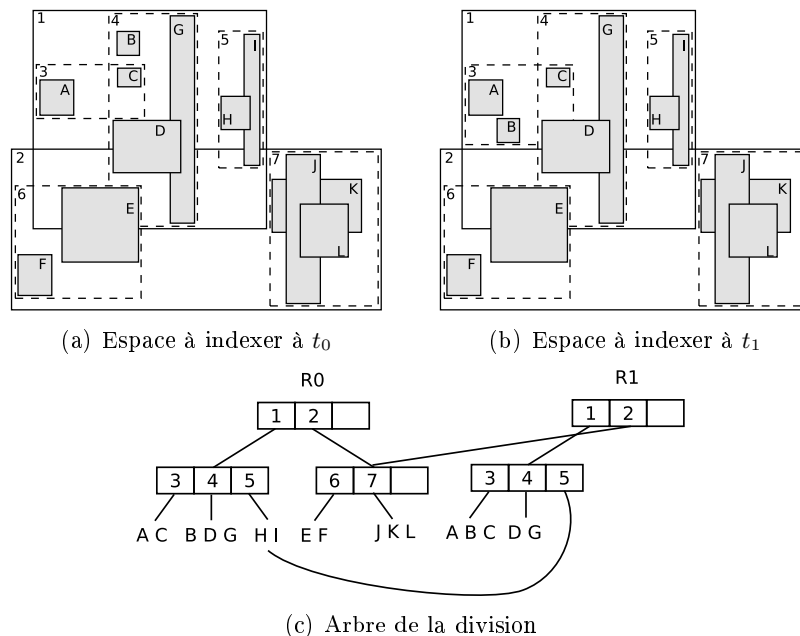 1
4
G
B
5
I
3
C
A
H
D
2
7
J
6
K
E
L
F
1
4
G
5
I
3
C
A
B
H
D
2
7
J
6
K
E
L
F
(a) Espace à indexer à t₀
(b) Espace à indexer à t₁
R0
R1
1 2
1 2
3 4 5
6 7
3 4 5
A C B D G H I E F J K L A B C D G
(c) Arbre de la division